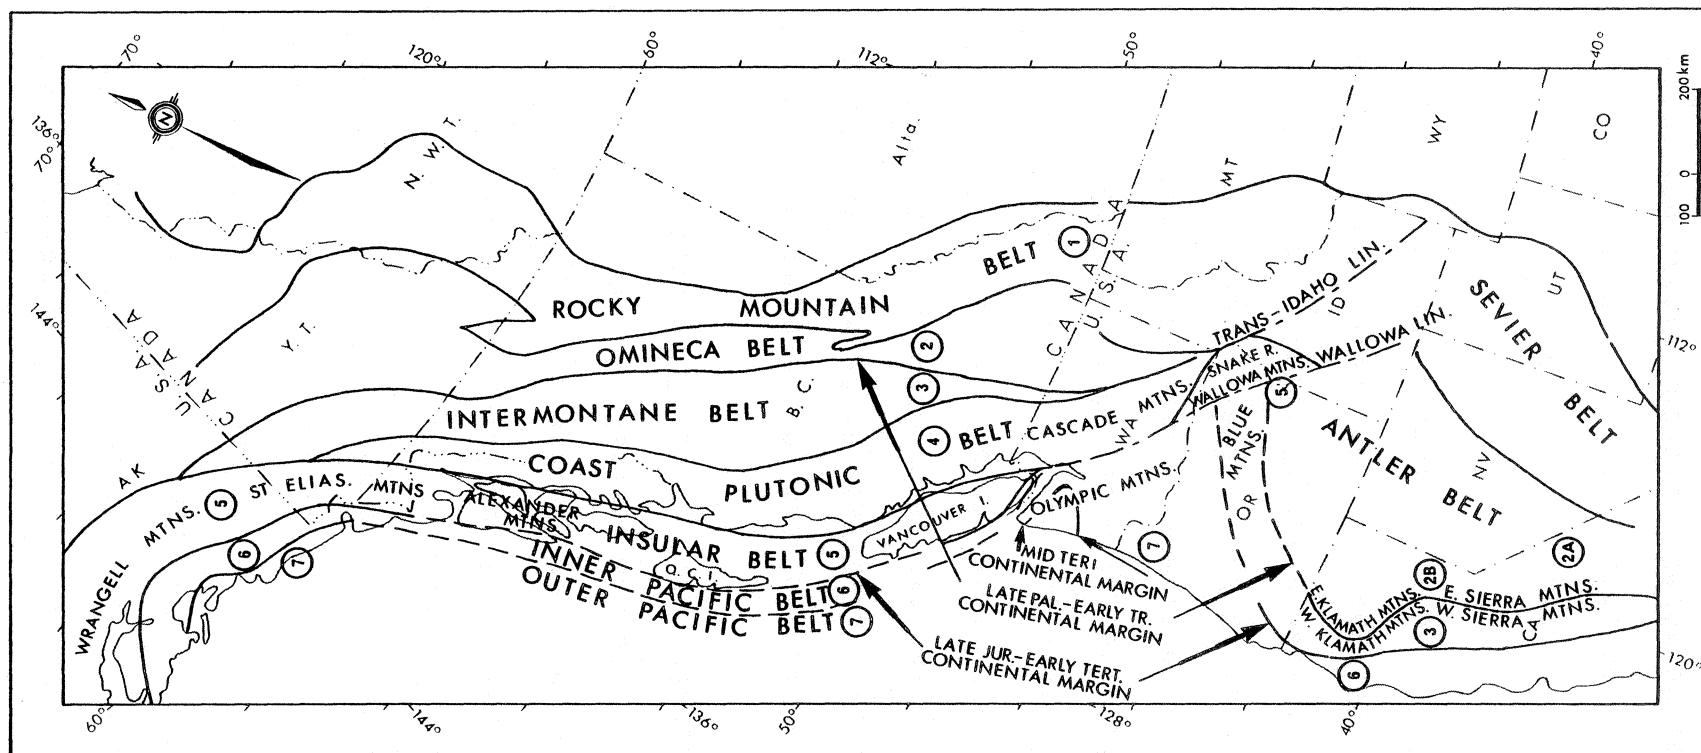 70°
120°
60°
112°
50°
40°
200km
0
100
136°
70°
144°
N
N. W. T.
Alta.
MT
WY
CO
BELT 1
CANADA
U.S.A.
ROCKY MOUNTAIN
TRANS-IDAHO LIN.
ID
UT
SEVIER BELT
112°
Y. T.
USA
CANADA
OMINECA BELT 2
3
INTERMONTANE BELT
B. C.
SNAKE R.
WALLOWA MTNS.
WALLOWA LIN.
5
4 BELT
CASCADE MTNS.
WA
BLUE MTNS.
OR
ANTLER BELT
NV
AK
COAST PLUTONIC
WRANGELL MTNS. 5 ST ELIAS. MTNS
ALEXANDER
MTNS.
INSULAR BELT 5
VANCOUVER I.
OLYMPIC MTNS.
7
6
7
Q.C.I.
INNER PACIFIC BELT 6
OUTER PACIFIC BELT 7
MID TERT
CONTINENTAL MARGIN
LATE PAL.-EARLY TR.
CONTINENTAL MARGIN
LATE JUR.-EARLY TERT.
CONTINENTAL MARGIN
2A
2B
E. KLAMATH MTNS. E. SIERRA MTNS.
W. KLAMATH MTNS. W. SIERRA MTNS.
CA
3
6
120°
60°
144°
136°
50°
128°
40°